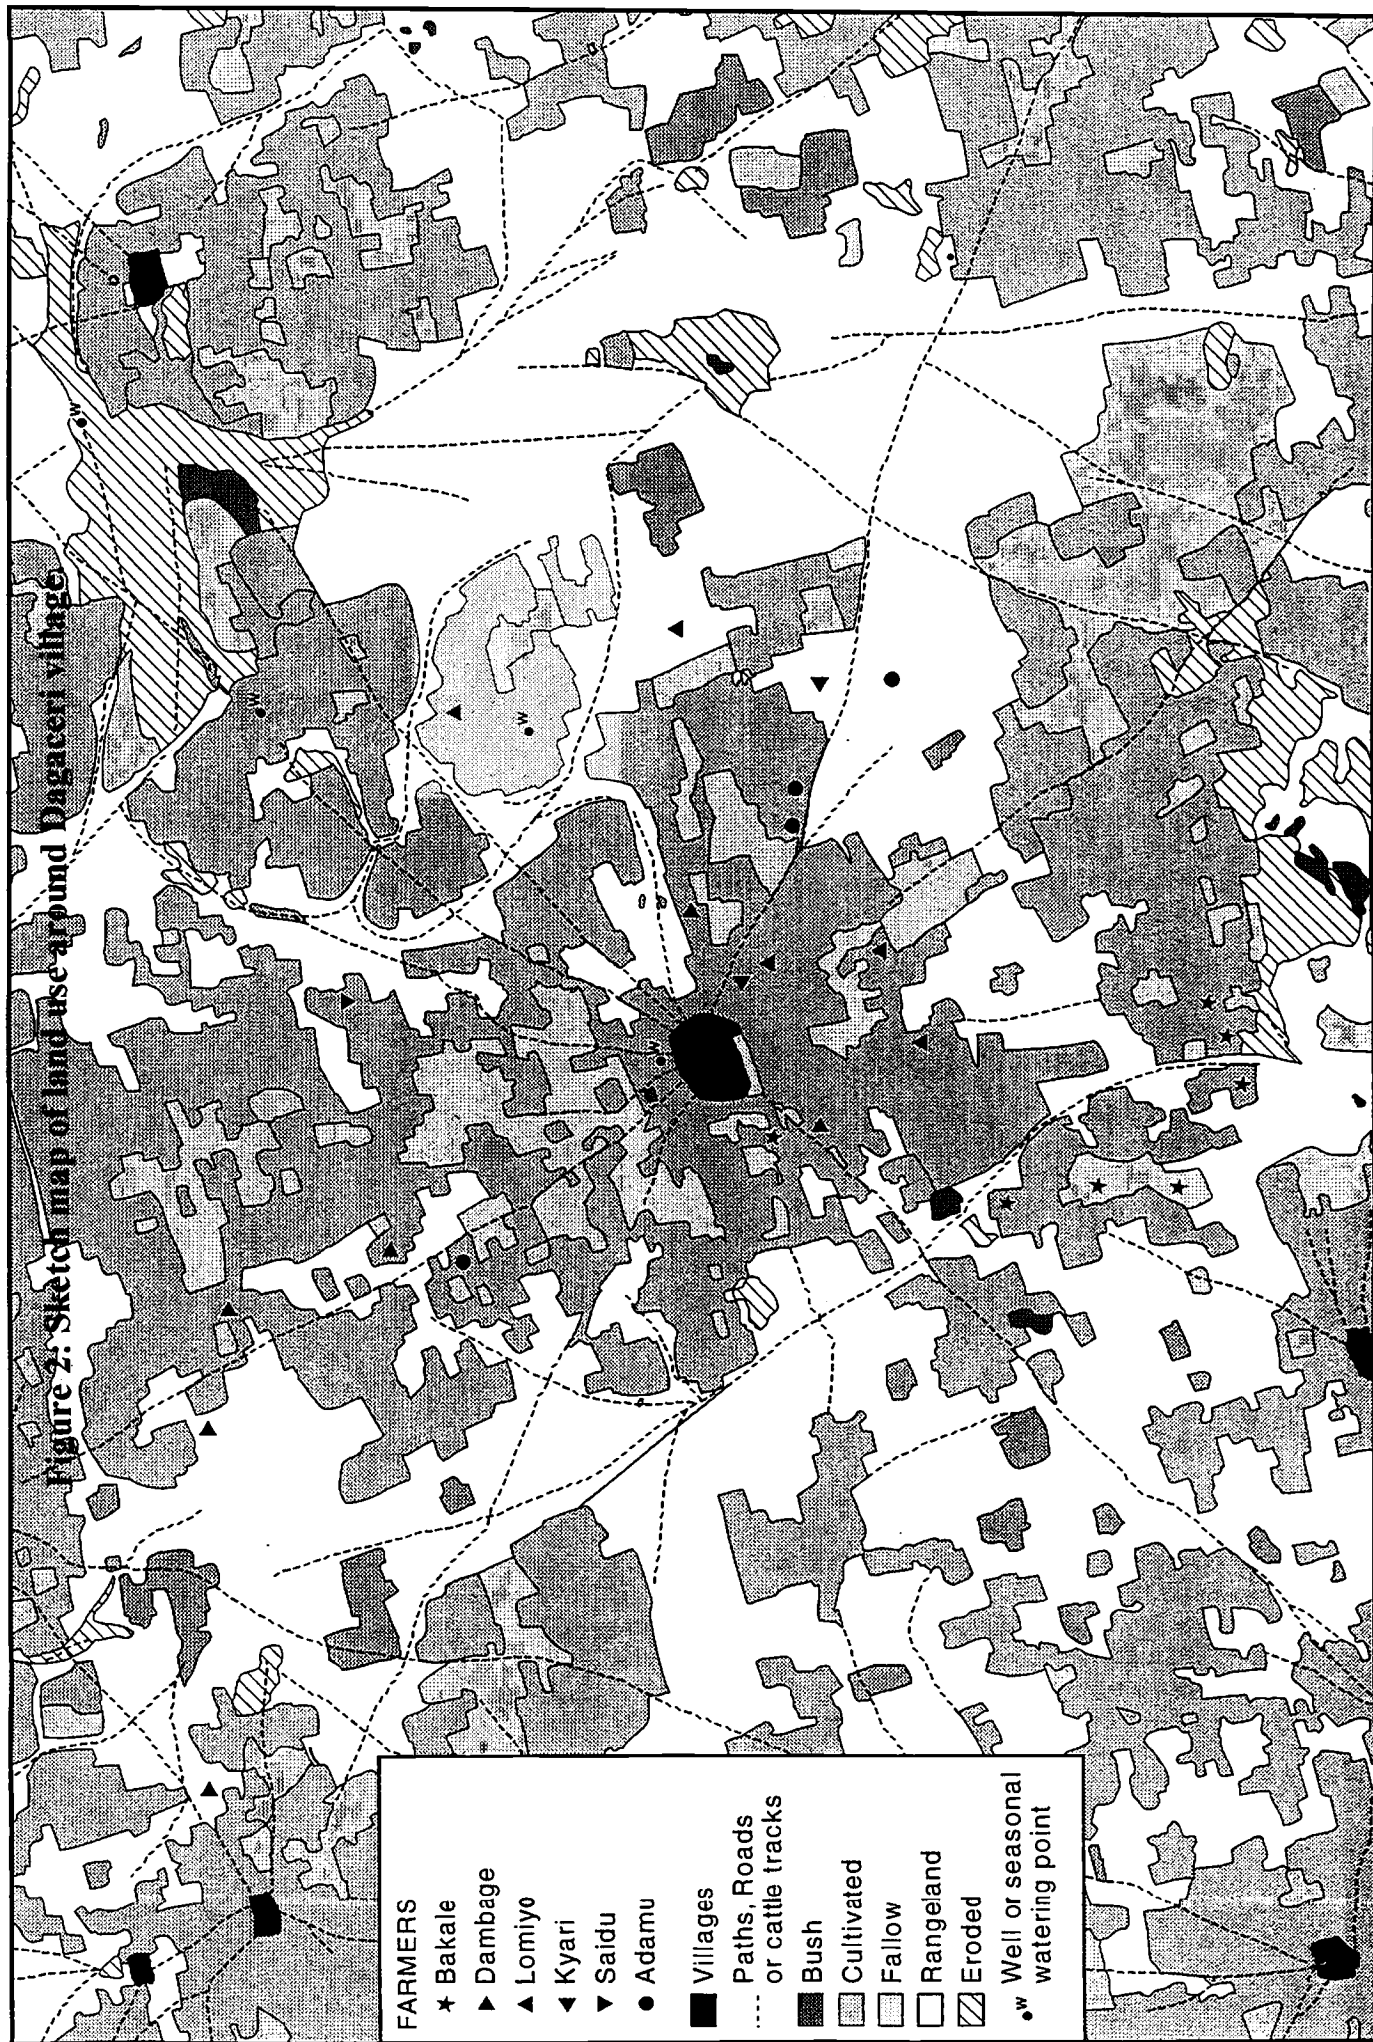 Figure 2: Sketch map of land use around Dagaceri village.
FARMERS
Bakale
Dambage
Lomiyo
Kyari
Saidu
Adamu
Villages
Paths, Roads
or cattle tracks
Bush
Cultivated
Fallow
Rangeland
Eroded
W Well or seasonal
watering point
W
W
W
W